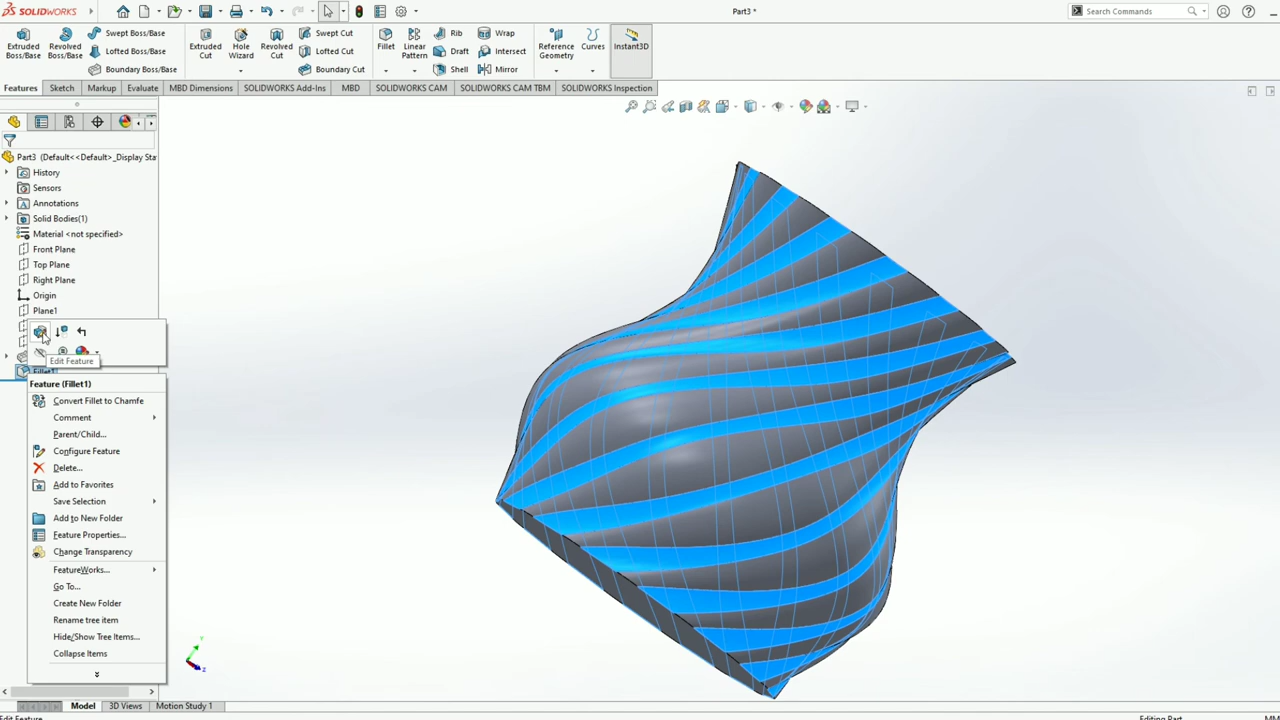 SOLIDWORKS
Part3 *
Search Commands
Extruded Boss/Base
Revolved Boss/Base
Swept Boss/Base
Lofted Boss/Base
Boundary Boss/Base
Extruded Cut
Hole Wizard
Revolved Cut
Swept Cut
Lofted Cut
Boundary Cut
Fillet
Linear Pattern
Rib
Draft
Shell
Wrap
Intersect
Mirror
Reference Geometry
Curves
Instant3D
Features
Sketch
Markup
Evaluate
MBD Dimensions
SOLIDWORKS Add-Ins
MBD
SOLIDWORKS CAM
SOLIDWORKS CAM TBM
SOLIDWORKS Inspection
Part3 (Default<<Default>_Display Sta
History
Sensors
Annotations
Solid Bodies(1)
Material <not specified>
Front Plane
Top Plane
Right Plane
Origin
Plane1
Edit Feature
Fillet1
Feature (Fillet1)
Convert Fillet to Chamfe
Comment
Parent/Child...
Configure Feature
Delete...
Add to Favorites
Save Selection
Add to New Folder
Feature Properties...
Change Transparency
FeatureWorks...
Go To...
Create New Folder
Rename tree item
Hide/Show Tree Items...
Collapse Items
Y
Z
Model
3D Views
Motion Study 1
Edit Feature
Editing Part
MM